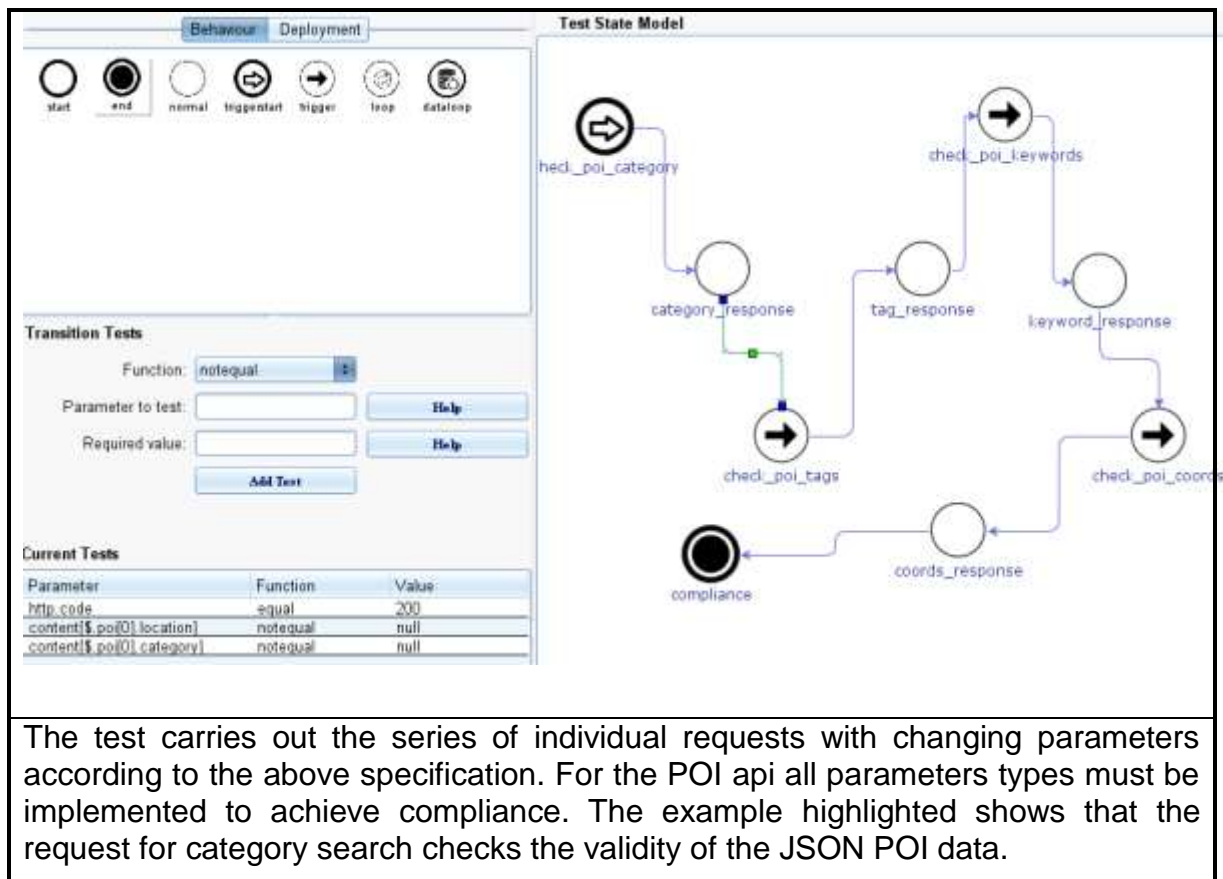 Behaviour Deployment
start end normal triggerstart trigger loop dataloop
Transition Tests
Function: notequal
Parameter to test: Help
Required value: Help
Add Test
Current Tests
Parameter Function Value
http.code equal 200
content[$.poi[0].location] notequal null
content[$.poi[0].category] notequal null
Test State Model
heck_poi_category
category_response
check_poi_tags
tag_response
check_poi_keywords
keyword_response
check_poi_coords
coords_response
compliance
The test carries out the series of individual requests with changing parameters
according to the above specification. For the POI api all parameters types must be
implemented to achieve compliance. The example highlighted shows that the
request for category search checks the validity of the JSON POI data.